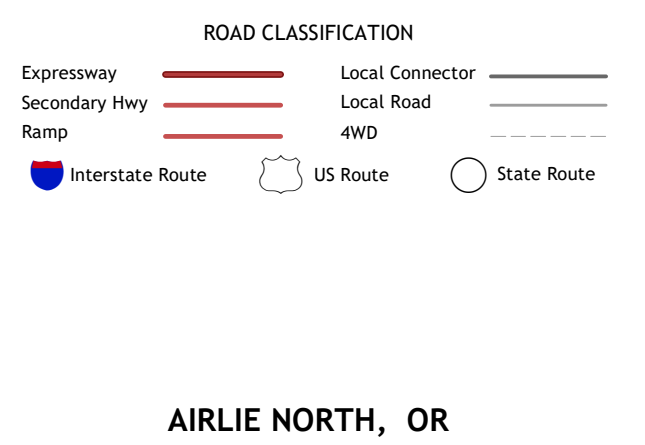 ROAD CLASSIFICATION
Expressway
Secondary Hwy
Ramp
Local Connector
Local Road
4WD
Interstate Route
US Route
State Route
AIRLIE NORTH,  OR